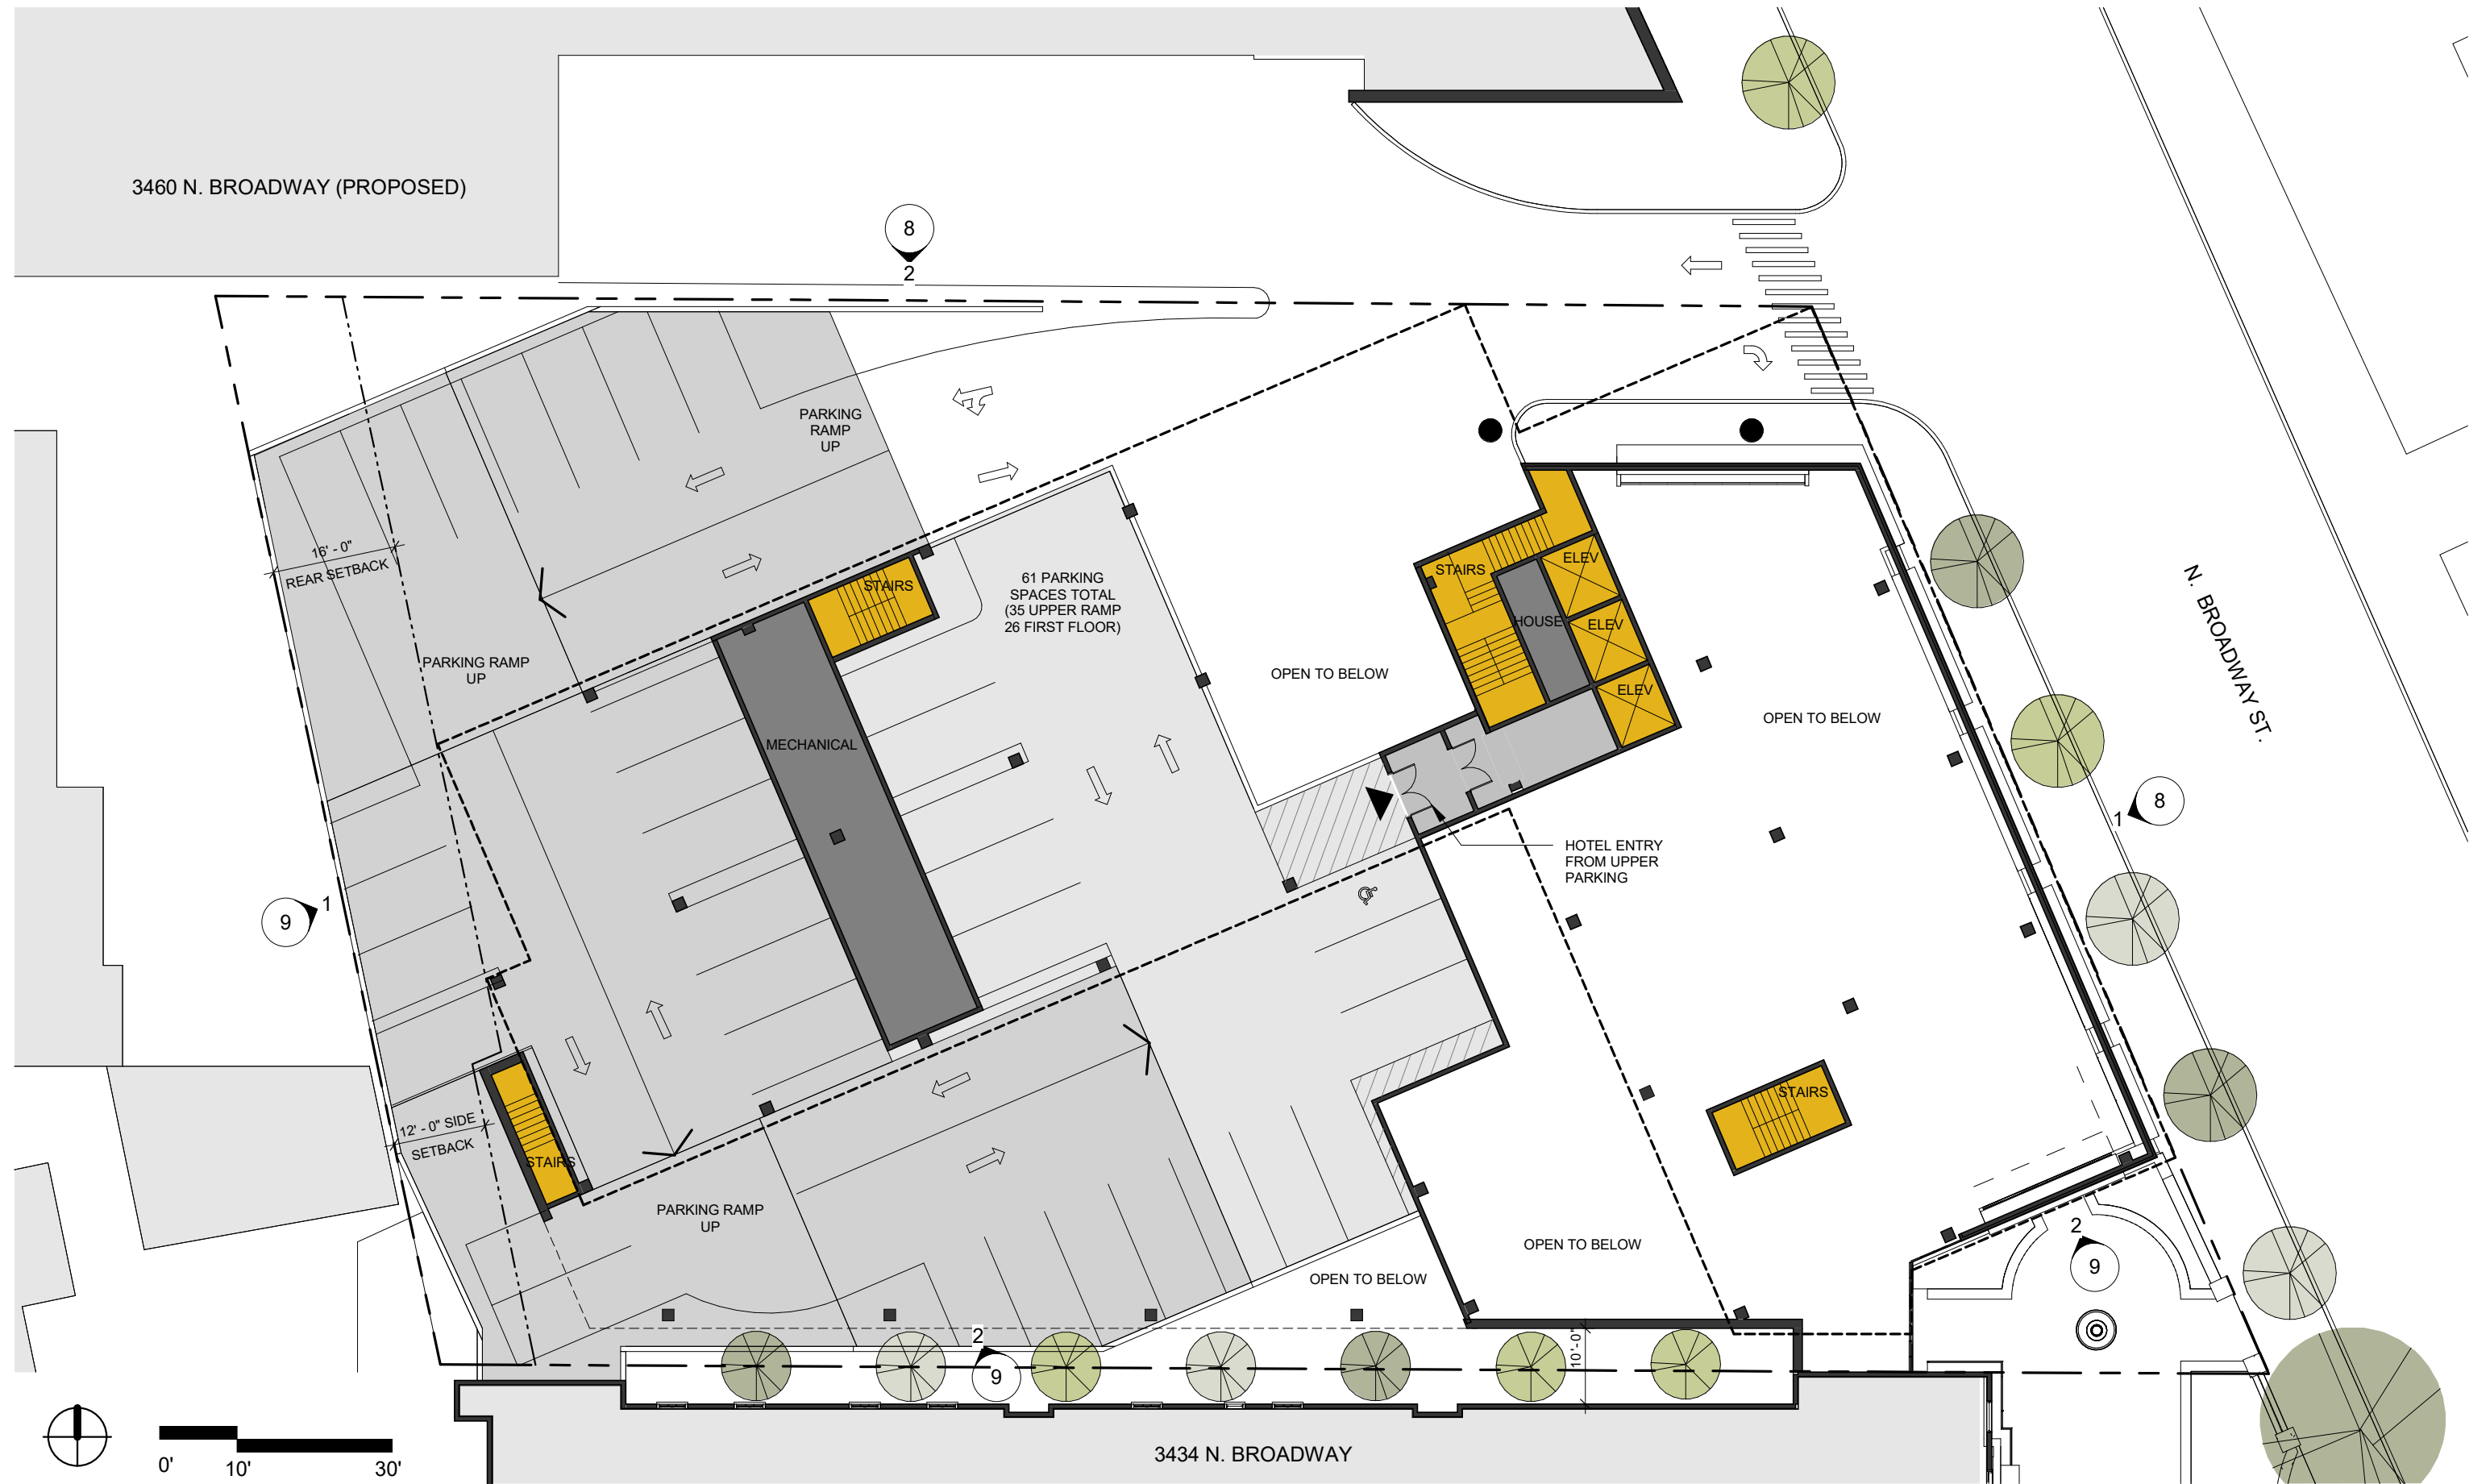 3460 N. BROADWAY (PROPOSED)
8
2
PARKING
RAMP
UP
16' - 0"
REAR SETBACK
STAIRS
61 PARKING
SPACES TOTAL
(35 UPPER RAMP
26 FIRST FLOOR)
STAIRS
ELEV
HOUSE
ELEV
ELEV
N. BROADWAY ST.
PARKING RAMP
UP
OPEN TO BELOW
OPEN TO BELOW
MECHANICAL
8
1
HOTEL ENTRY
FROM UPPER
PARKING
9
1
12' - 0" SIDE
SETBACK
STAIRS
STAIRS
PARKING RAMP
UP
OPEN TO BELOW
OPEN TO BELOW
2
9
2
9
10'-0"
0'
10'
30'
3434 N. BROADWAY